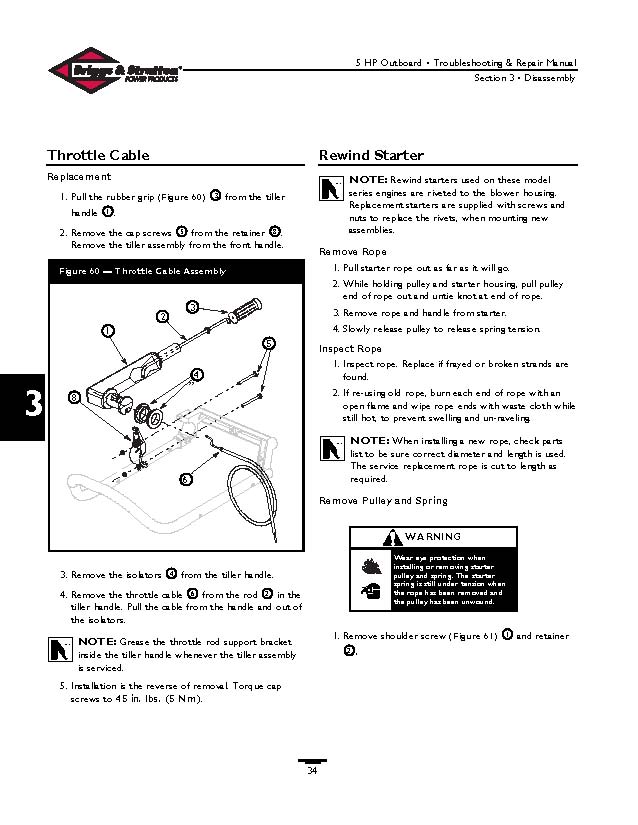 Briggs & Stratton
POWER PRODUCTS
5 HP Outboard • Troubleshooting & Repair Manual
Section 3 • Disassembly
Throttle Cable
Replacement
1. Pull the rubber grip (Figure 60) 3 from the tiller
handle 1.
2. Remove the cap screws 5 from the retainer 8.
Remove the tiller assembly from the front handle.
Figure 60 — Throttle Cable Assembly
1
2
3
5
4
8
6
3
3. Remove the isolators 4 from the tiller handle.
4. Remove the throttle cable 6 from the rod 2 in the
tiller handle. Pull the cable from the handle and out of
the isolators.
NOTE: Grease the throttle rod support bracket
inside the tiller handle whenever the tiller assembly
is serviced.
5. Installation is the reverse of removal. Torque cap
screws to 45 in. lbs. (5 Nm).
Rewind Starter
NOTE: Rewind starters used on these model
series engines are riveted to the blower housing.
Replacement starters are supplied with screws and
nuts to replace the rivets, when mounting new
assemblies.
Remove Rope
1. Pull starter rope out as far as it will go.
2. While holding pulley and starter housing, pull pulley
end of rope out and untie knot at end of rope.
3. Remove rope and handle from starter.
4. Slowly release pulley to release spring tension.
Inspect Rope
1. Inspect rope. Replace if frayed or broken strands are
found.
2. If re-using old rope, burn each end of rope with an
open flame and wipe rope ends with waste cloth while
still hot, to prevent swelling and un-raveling.
NOTE: When installing a new rope, check parts
list to be sure correct diameter and length is used.
The service replacement rope is cut to length as
required.
Remove Pulley and Spring
WARNING
Wear eye protection when
installing or removing starter
pulley and spring. The starter
spring is still under tension when
the rope has been removed and
the pulley has been unwound.
1. Remove shoulder screw (Figure 61) 1 and retainer
2.
34